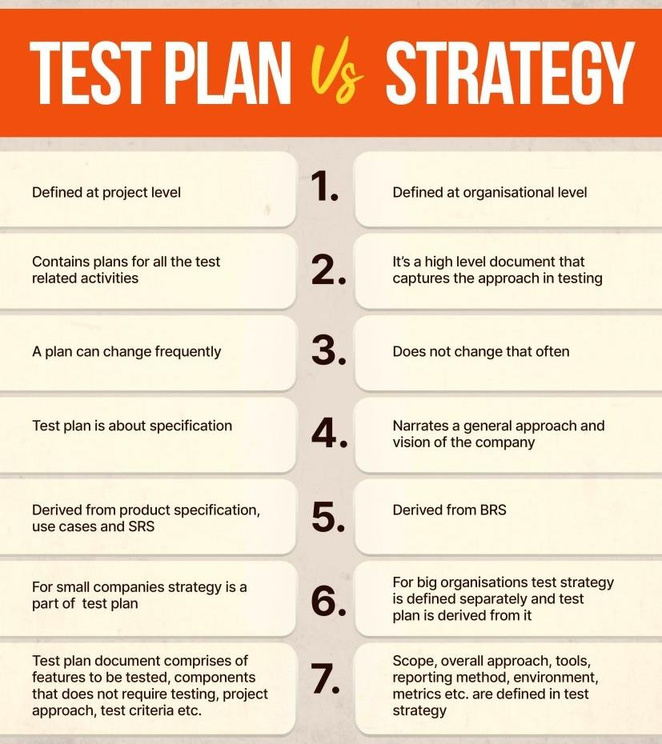 TEST PLAN Vs STRATEGY
Defined at project level
1.
Defined at organisational level
Contains plans for all the test
related activities
2.
It's a high level document that
captures the approach in testing
A plan can change frequently
3.
Does not change that often
Test plan is about specification
4.
Narrates a general approach and
vision of the company
Derived from product specification,
use cases and SRS
5.
Derived from BRS
For small companies strategy is a
part of test plan
6.
For big organisations test strategy
is defined separately and test
plan is derived from it
Test plan document comprises of
features to be tested, components
that does not require testing, project
approach, test criteria etc.
7.
Scope, overall approach, tools,
reporting method, environment,
metrics etc. are defined in test
strategy